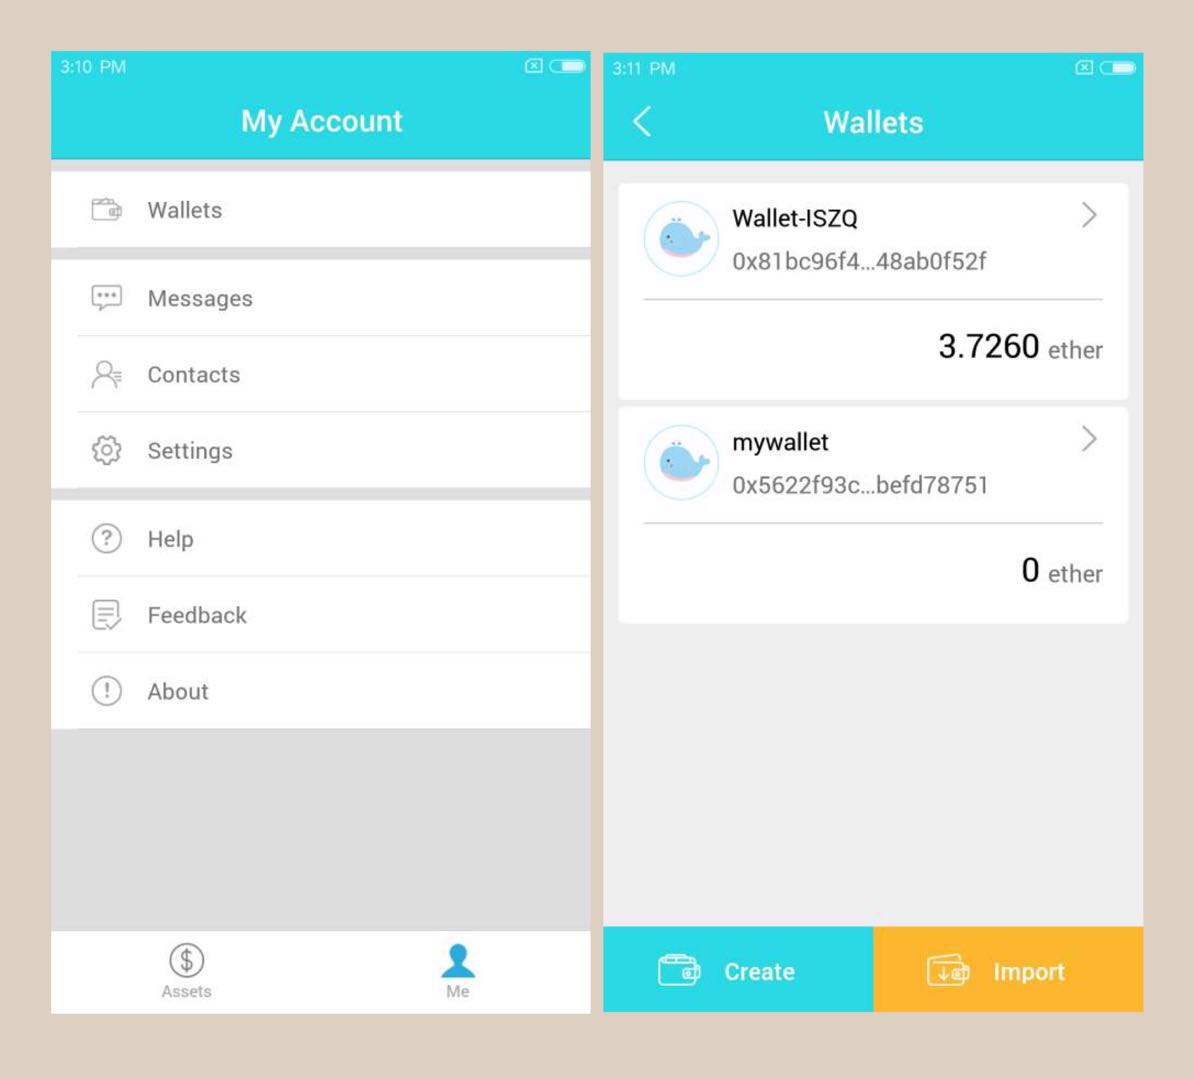 3:10 PM
My Account
Wallets
Messages
Contacts
Settings
Help
Feedback
About
Assets
Me
3:11 PM
Wallets
Wallet-ISZQ
0x81bc96f4...48ab0f52f
3.7260 ether
mywallet
0x5622f93c...befd78751
0 ether
Create
Import